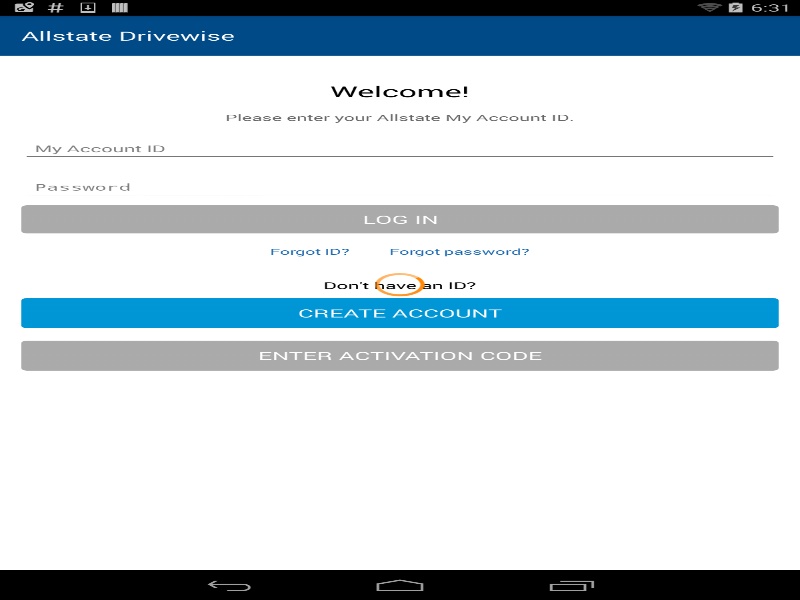 6:31
Allstate Drivewise
Welcome!
Please enter your Allstate My Account ID.
My Account ID
Password
LOG IN
Forgot ID? Forgot password?
Don't have an ID?
CREATE ACCOUNT
ENTER ACTIVATION CODE